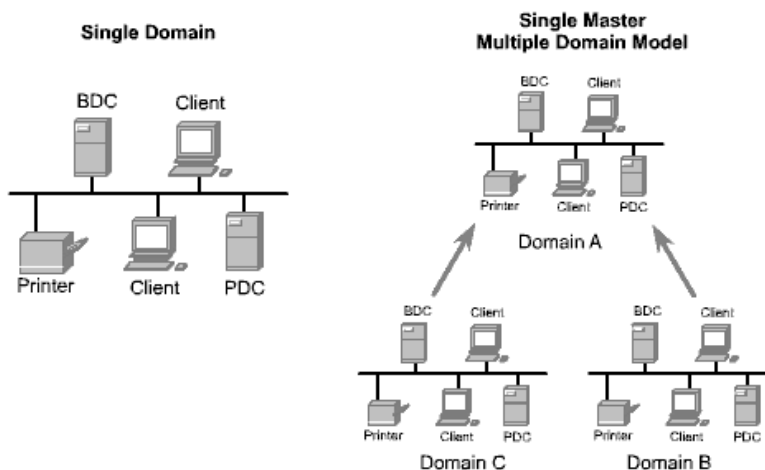 Single Domain
BDC
Client
Printer
Client
PDC
Single Master
Multiple Domain Model
BDC
Client
Printer
Client
PDC
Domain A
BDC
Client
Printer
Client
PDC
Domain C
BDC
Client
Printer
Client
PDC
Domain B